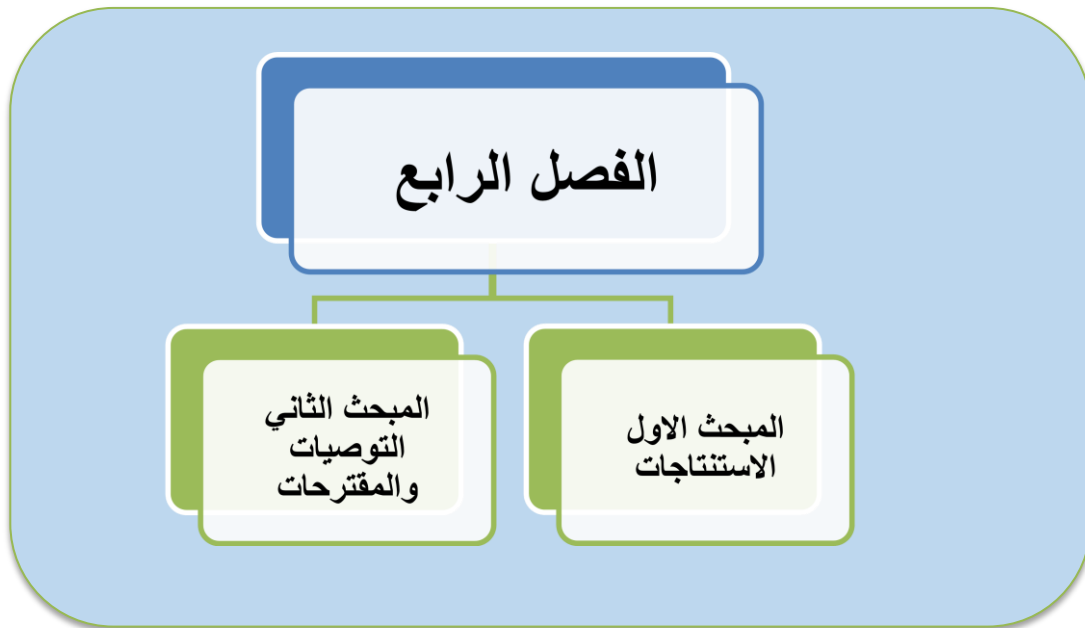 الفصل الرابع
المبحث الاول
الاستنتاجات
المبحث الثاني
التوصيات
والمقترحات